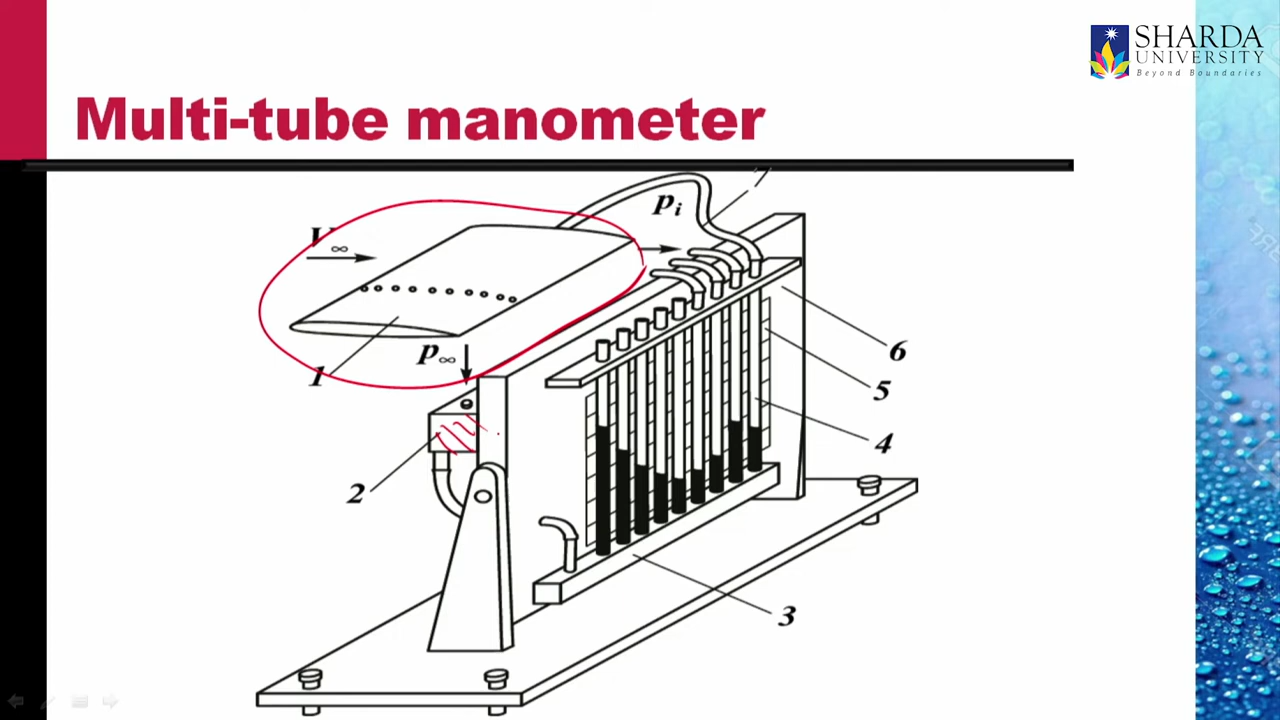 SHARDA
UNIVERSITY
Beyond Boundaries
Multi-tube manometer
pᵢ
V∞
p∞
1
2
6
5
4
3